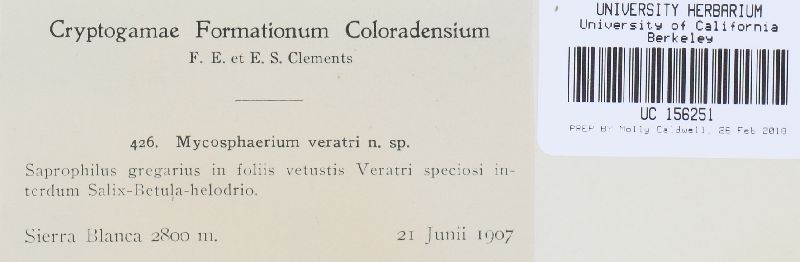 Cryptogamae Formationum Coloradensium
F. E. et E. S. Clements
426. Mycosphaerium veratri n. sp.
Saprophilus gregarius in foliis vetustis Veratri speciosi in-
terdum Salix-Betula-helodrio.
Sierra Blanca 2800 m. 21 Junii 1907
UNIVERSITY HERBARIUM
University of California
Berkeley
UC 156251
PREP BY Molly Caldwell, 26 Feb 2019